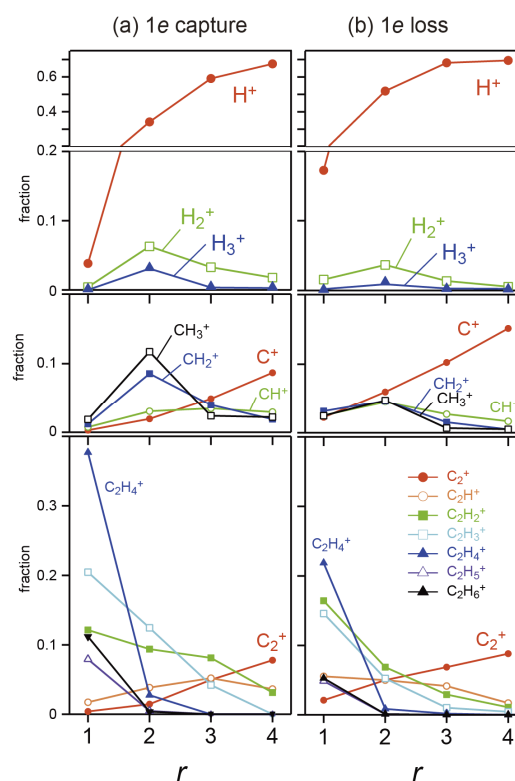 (a) 1e capture
(b) 1e loss
0.6
0.4
H⁺
H⁺
0.2
0.1
0
fraction
H₂⁺
H₃⁺
H₂⁺
H₃⁺
0.1
0
fraction
CH₃⁺
CH₂⁺
C⁺
CH⁺
C⁺
CH₂⁺
CH₃⁺
CH⁺
0.3
0.2
0.1
0
fraction
C₂H₄⁺
C₂⁺
C₂H₄⁺
C₂⁺
C₂⁺
C₂H⁺
C₂H₂⁺
C₂H₃⁺
C₂H₄⁺
C₂H₅⁺
C₂H₆⁺
1 2 3 4
1 2 3 4
r
r